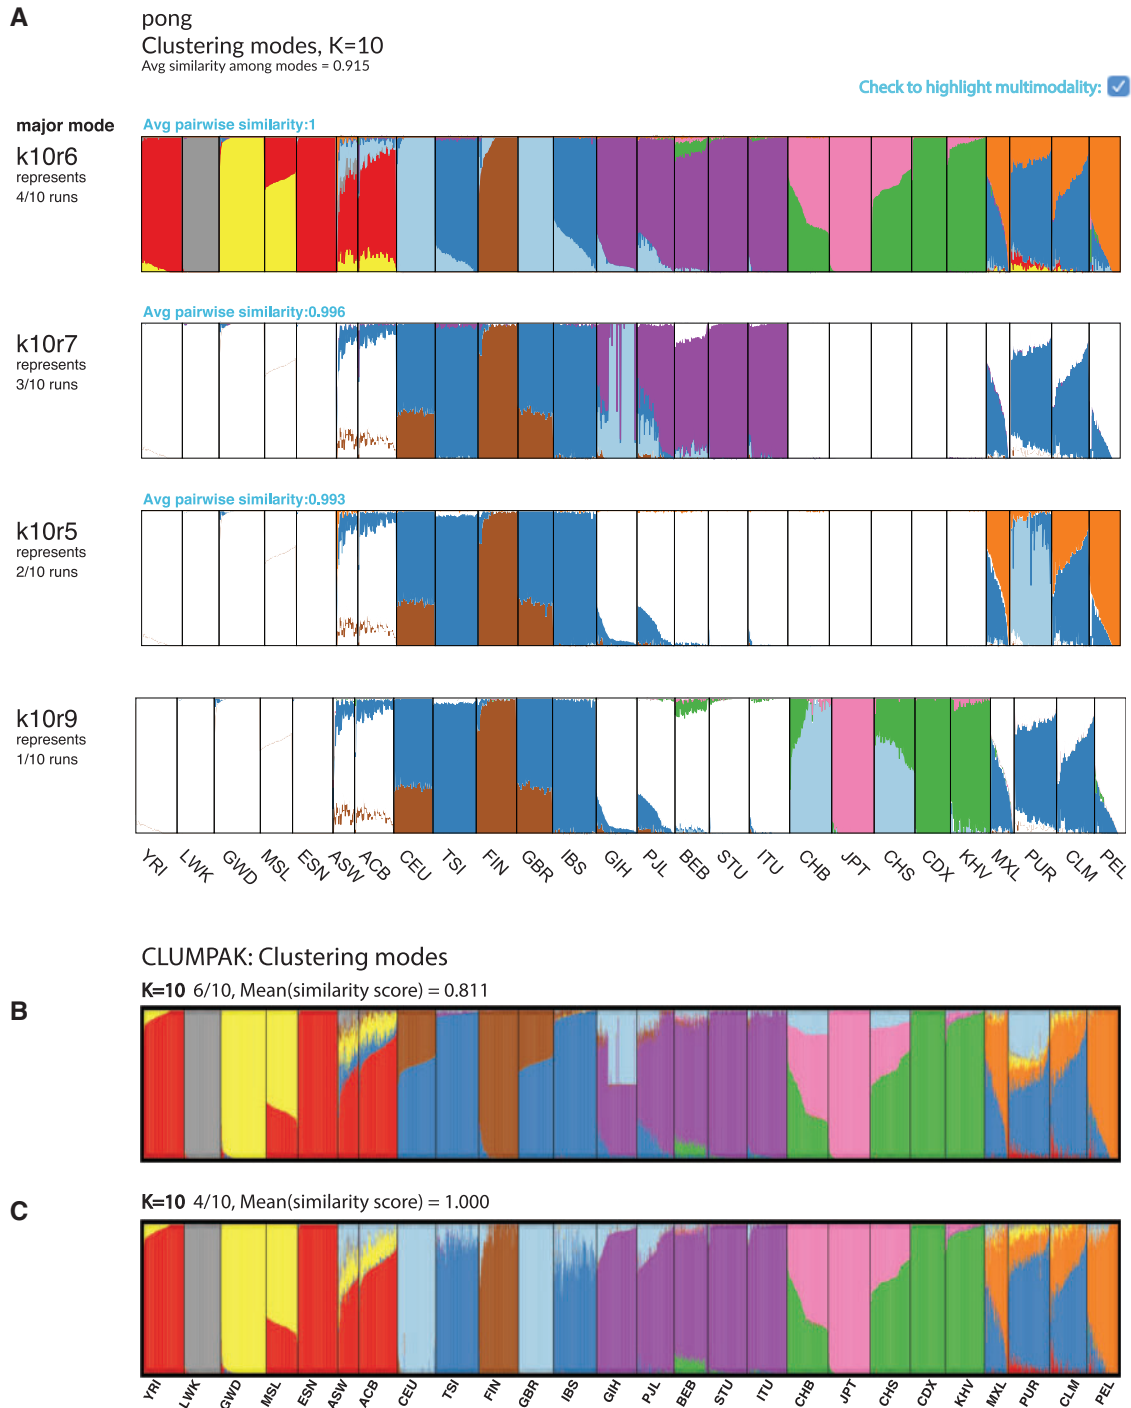 A
pong
Clustering modes, K=10
Avg similarity among modes = 0.915
Check to highlight multimodality:
major mode
Avg pairwise similarity:1
k10r6
represents
4/10 runs
Avg pairwise similarity:0.996
k10r7
represents
3/10 runs
Avg pairwise similarity:0.993
k10r5
represents
2/10 runs
k10r9
represents
1/10 runs
YRI LWK GWD MSL ESN ASW ACB CEU TSI FIN GBR IBS GIH PJL BEB STU ITU CHB JPT CHS CDX KHV MXL PUR CLM PEL
CLUMPAK: Clustering modes
K=10 6/10, Mean(similarity score) = 0.811
B
K=10 4/10, Mean(similarity score) = 1.000
C
YRI LWK GWD MSL ESN ASW ACB CEU TSI FIN GBR IBS GIH PJL BEB STU ITU CHB JPT CHS CDX KHV MXL PUR CLM PEL